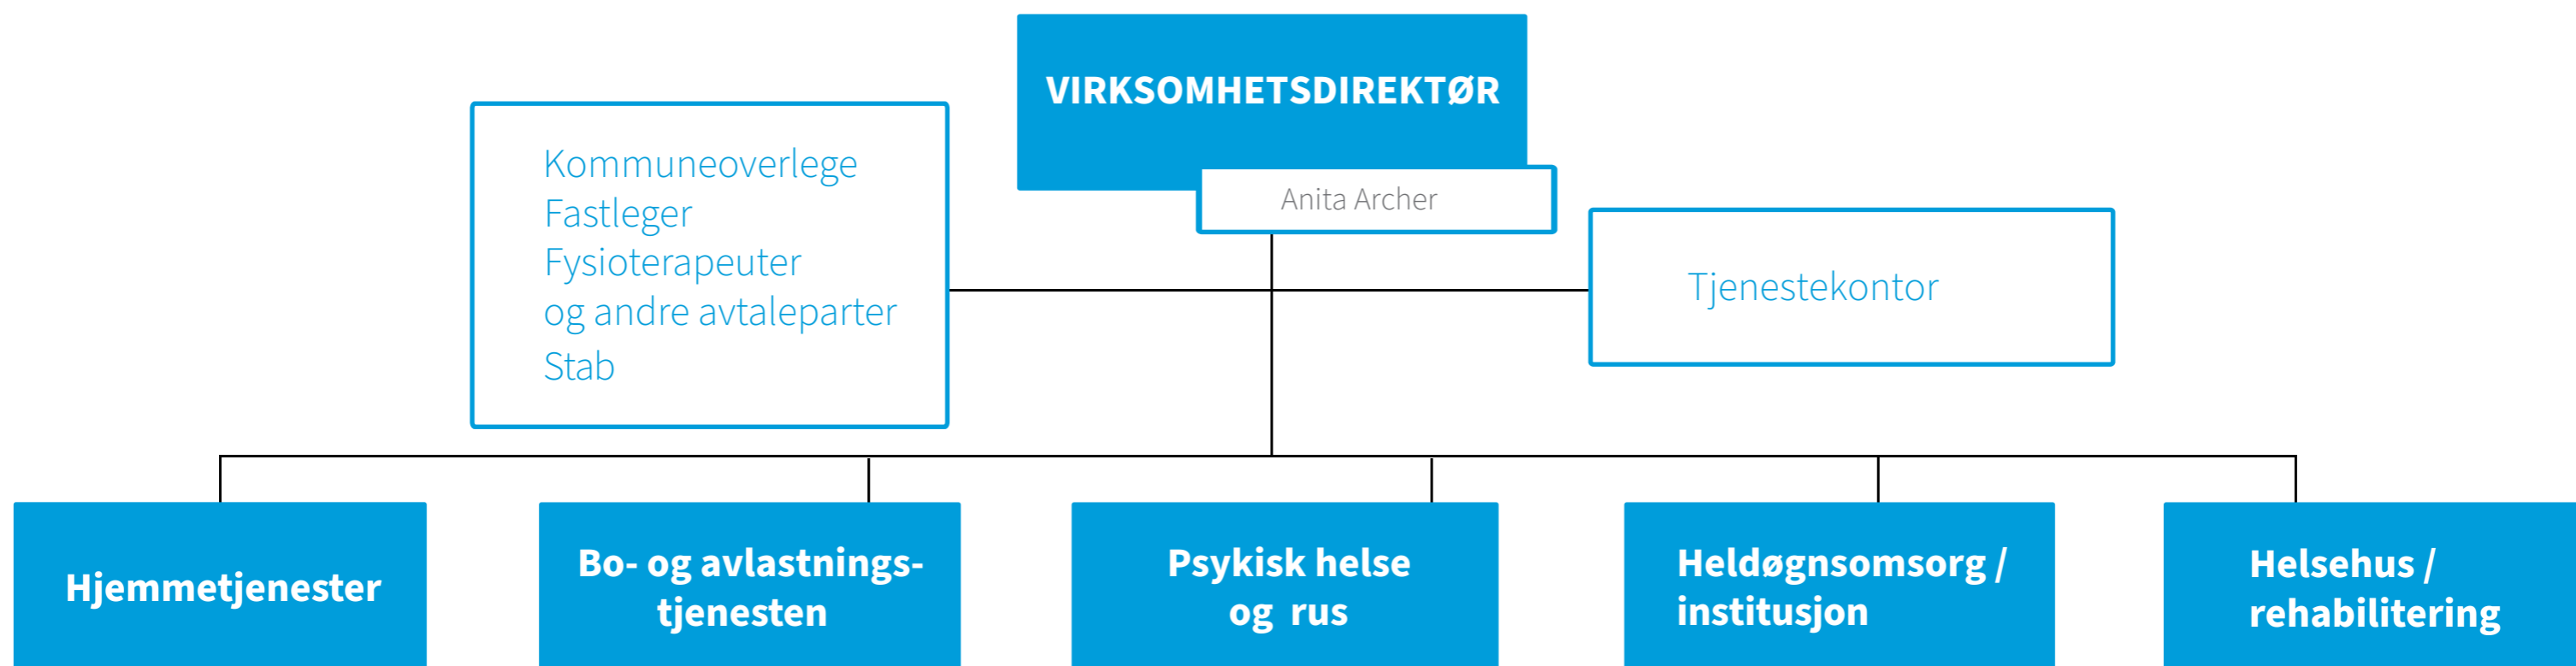 VIRKSOMHETSDIREKTØR
Anita Archer
Kommuneoverlege
Fastleger
Fysioterapeuter
og andre avtaleparter
Stab
Tjenestekontor
Hjemmetjenester
Bo- og avlastnings-
tjenesten
Psykisk helse
og rus
Heldøgnsomsorg /
institusjon
Helsehus /
rehabilitering